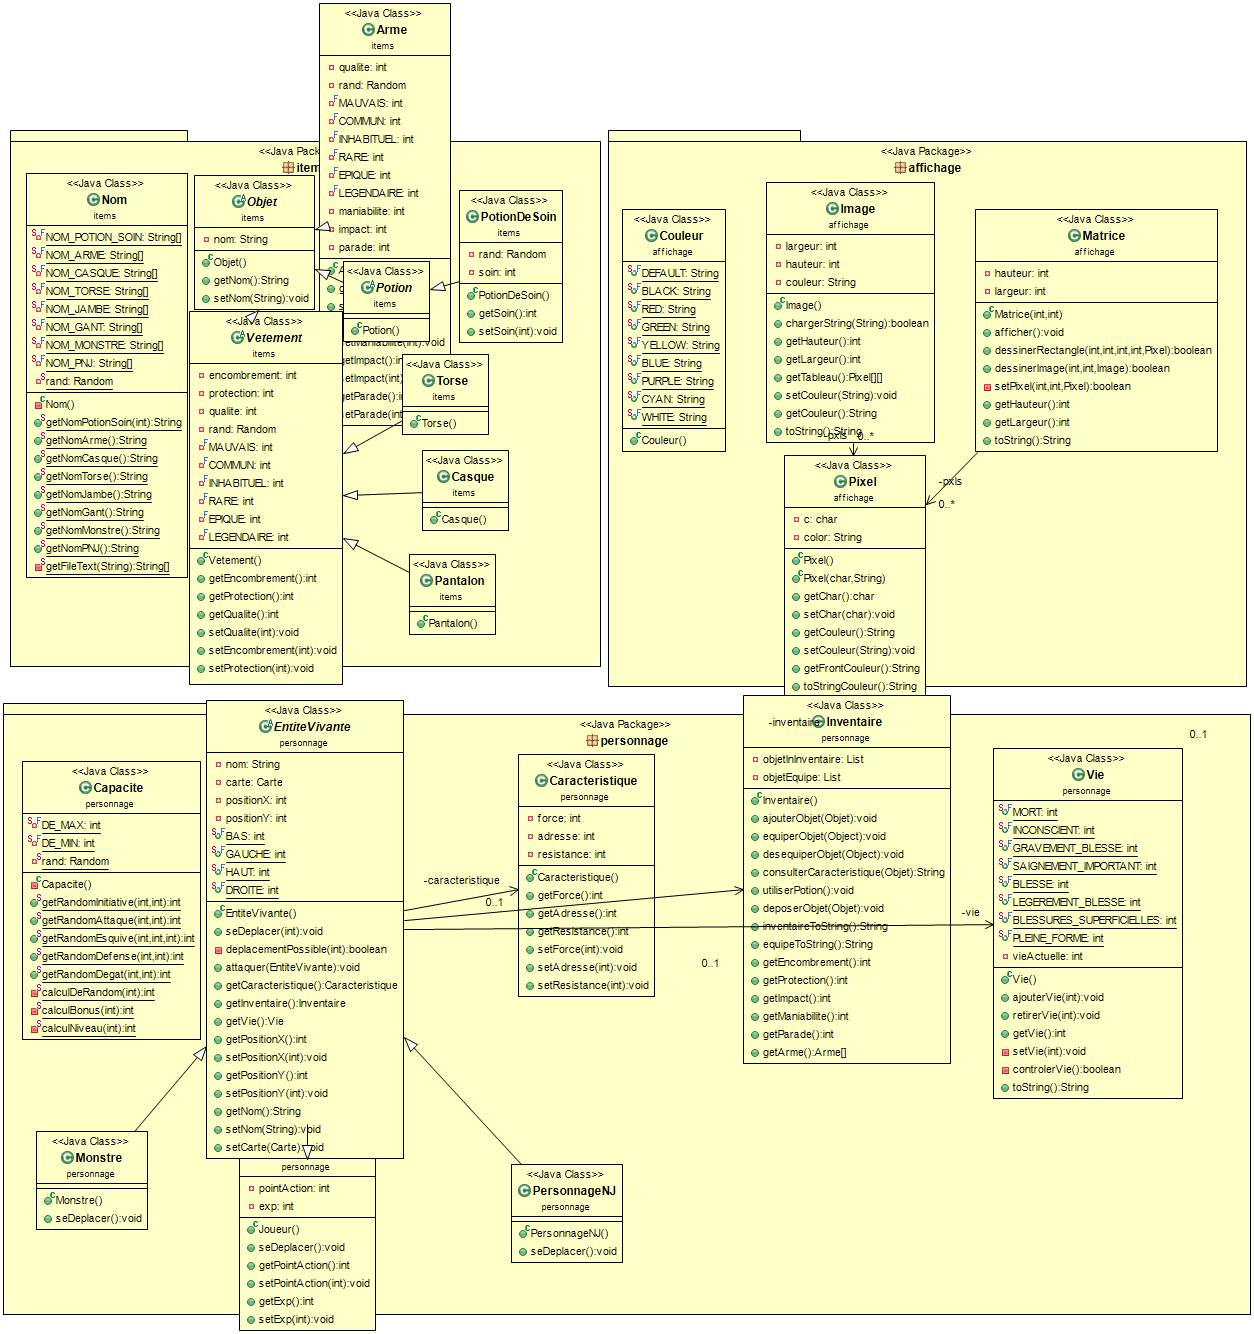 <<Java Class>>
Arme
items
qualite: int
rand: Random
MAUVAIS: int
COMMUN: int
INHABITUEL: int
RARE: int
EPIQUE: int
LEGENDAIRE: int
maniabilite: int
impact: int
parade: int
getImpact():
setImpact(int)
getParade():
<<Java
items
<<Java Class>>
Nom
items
NOM_POTION_SOIN: String[]
NOM_ARME: String[]
NOM_CASQUE: String[]
NOM_TORSE: String[]
NOM_JAMBE: String[]
NOM_GANT: String[]
NOM_MONSTRE: String[]
NOM_PNJ: String[]
rand: Random
Nom()
getNomPotionSoin(int):String
getNomArme():String
getNomCasque():String
getNomTorse():String
getNomJambe():String
getNomGant():String
getNomMonstre():String
getNomPNJ():String
getFileText(String):String[]
<<Java Class>>
Objet
items
nom: String
Objet()
getNom():String
setNom(String):void
<<Java Class>>
Potion
items
Potion()
<<Java Class>>
PotionDeSoin
items
rand: Random
soin: int
PotionDeSoin()
getSoin():int
setSoin(int):void
<<Java Class>>
Vetement
items
encombrement: int
protection: int
qualite: int
rand: Random
MAUVAIS: int
COMMUN: int
INHABITUEL: int
RARE: int
EPIQUE: int
LEGENDAIRE: int
Vetement()
getEncombrement():int
getProtection():int
getQualite():int
setQualite(int):void
setEncombrement(int):void
setProtection(int):void
<<Java Class>>
Torse
items
Torse()
<<Java Class>>
Casque
items
Casque()
<<Java Class>>
Pantalon
items
Pantalon()
<<Java Package>>
affichage
<<Java Class>>
Couleur
affichage
DEFAULT: String
BLACK: String
RED: String
GREEN: String
YELLOW: String
BLUE: String
PURPLE: String
CYAN: String
WHITE: String
Couleur()
<<Java Class>>
Image
affichage
largeur: int
hauteur: int
couleur: String
Image()
chargerString(String):boolean
getHauteur():int
getLargeur():int
getTableau():Pixel[][]
setCouleur(String):void
getCouleur():String
toString():String
-pxls 0..*
<<Java Class>>
Matrice
affichage
hauteur: int
largeur: int
Matrice(int,int)
afficher():void
dessinerRectangle(int,int,int,int,Pixel):boolean
dessinerImage(int,int,Image):boolean
setPixel(int,int,Pixel):boolean
getHauteur():int
getLargeur():int
toString():String
-pxls
0..*
<<Java Class>>
Pixel
affichage
c: char
color: String
Pixel()
Pixel(char,String)
getChar():char
setChar(char):void
getCouleur():String
setCouleur(String):void
getFrontCouleur():String
toStringCouleur():String
<<Java Package>>
personnage
<<Java Class>>
Capacite
personnage
DE_MAX: int
DE_MIN: int
rand: Random
Capacite()
getRandomInitiative(int,int):int
getRandomAttaque(int,int):int
getRandomEsquive(int,int,int):int
getRandomDefense(int,int):int
getRandomDegat(int,int):int
calculDeRandom(int):int
calculBonus(int):int
calculNiveau(int):int
<<Java Class>>
EntiteVivante
personnage
nom: String
carte: Carte
positionX: int
positionY: int
BAS: int
GAUCHE: int
HAUT: int
DROITE: int
EntiteVivante()
seDeplacer(int):void
deplacementPossible(int):boolean
attaquer(EntiteVivante):void
getCaracteristique():Caracteristique
getInventaire():Inventaire
getVie():Vie
getPositionX():int
setPositionX(int):void
getPositionY():int
setPositionY(int):void
getNom():String
setNom(String):void
setCarte(Carte):void
-caracteristique
0..1
<<Java Class>>
Caracteristique
personnage
force: int
adresse: int
resistance: int
Caracteristique()
getForce():int
getAdresse():int
getResistance():int
setForce(int):void
setAdresse(int):void
setResistance(int):void
-inventaire
0..1
<<Java Class>>
Inventaire
personnage
objetInInventaire: List
objetEquipe: List
Inventaire()
ajouterObjet(Objet):void
equiperObjet(Object):void
desequiperObjet(Object):void
consulterCaracteristique(Objet):String
utiliserPotion():void
deposerObjet(Objet):void
inventaireToString():String
equipeToString():String
getEncombrement():int
getProtection():int
getImpact():int
getManiabilite():int
getParade():int
getArme():Arme[]
-vie
0..1
<<Java Class>>
Vie
personnage
MORT: int
INCONSCIENT: int
GRAVEMENT_BLESSE: int
SAIGNEMENT_IMPORTANT: int
BLESSE: int
LEGEREMENT_BLESSE: int
BLESSURES_SUPERFICIELLES: int
PLEINE_FORME: int
vieActuelle: int
Vie()
ajouterVie(int):void
retirerVie(int):void
getVie():int
setVie(int):void
controlerVie():boolean
toString():String
<<Java Class>>
Monstre
personnage
Monstre()
seDeplacer():void
personnage
pointAction: int
exp: int
Joueur()
seDeplacer():void
getPointAction():int
setPointAction(int):void
getExp():int
setExp(int):void
<<Java Class>>
PersonnageNJ
personnage
PersonnageNJ()
seDeplacer():void